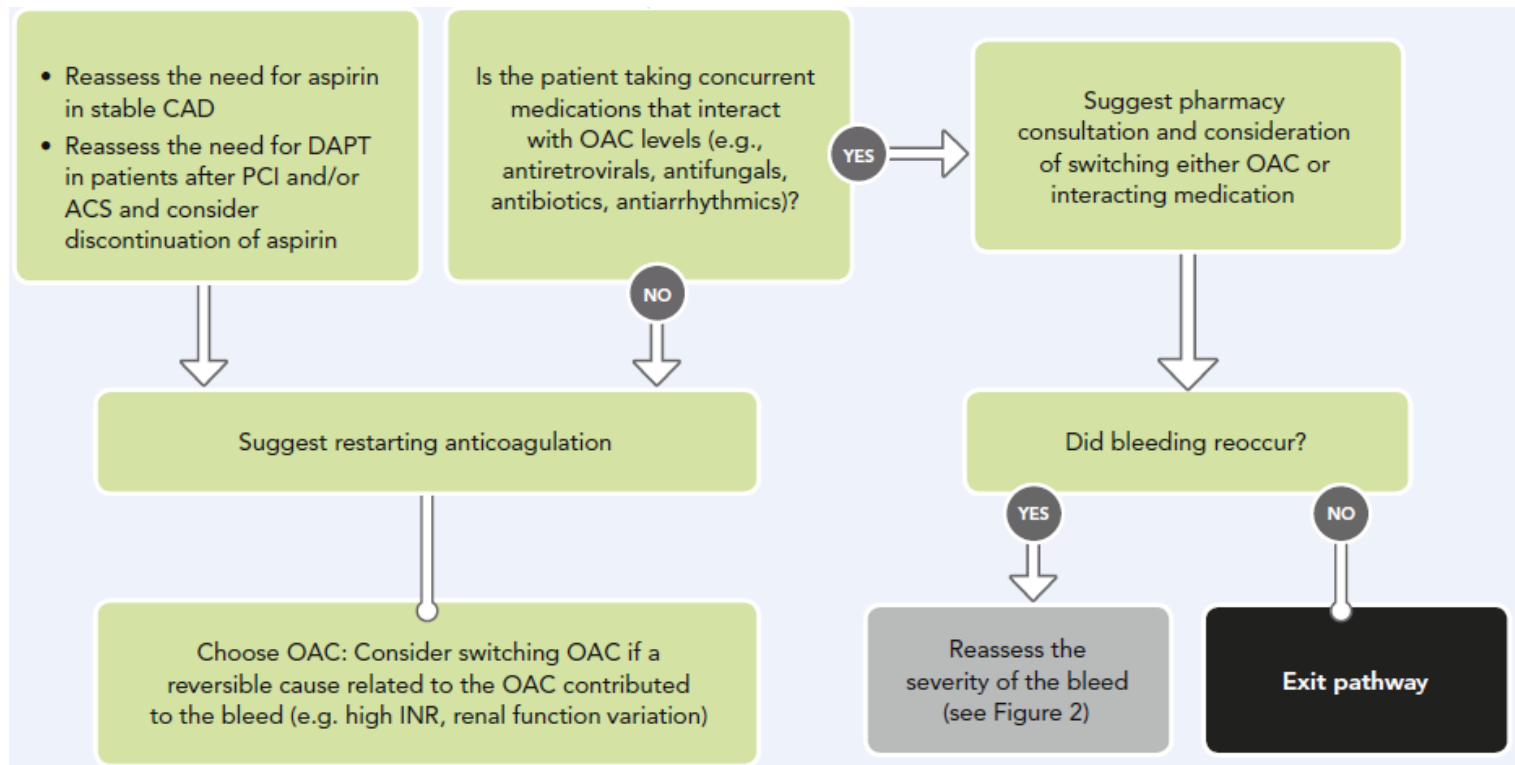 • Reassess the need for aspirin
in stable CAD
• Reassess the need for DAPT
in patients after PCI and/or
ACS and consider
discontinuation of aspirin
Is the patient taking concurrent
medications that interact
with OAC levels (e.g.,
antiretrovirals, antifungals,
antibiotics, antiarrhythmics)?
YES
Suggest pharmacy
consultation and consideration
of switching either OAC or
interacting medication
NO
Suggest restarting anticoagulation
Did bleeding reoccur?
YES
NO
Choose OAC: Consider switching OAC if a
reversible cause related to the OAC contributed
to the bleed (e.g. high INR, renal function variation)
Reassess the
severity of the bleed
(see Figure 2)
Exit pathway